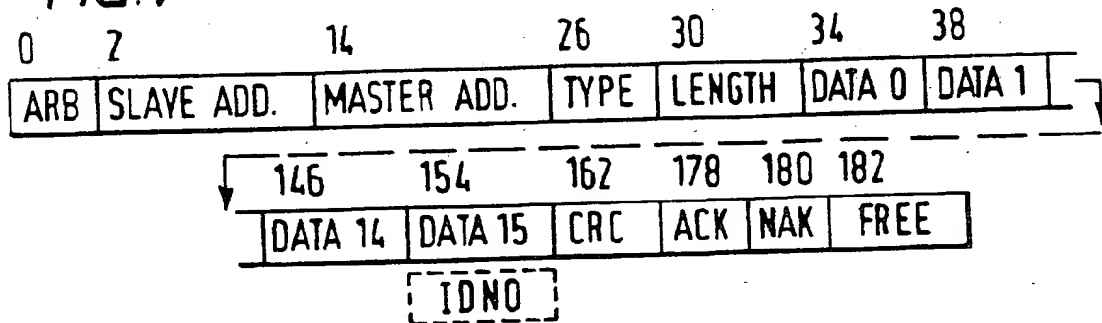 0 2 14 26 30 34 38
ARB SLAVE ADD. MASTER ADD. TYPE LENGTH DATA 0 DATA 1
146 154 162 178 180 182
DATA 14 DATA 15 CRC ACK NAK FREE
IDNO